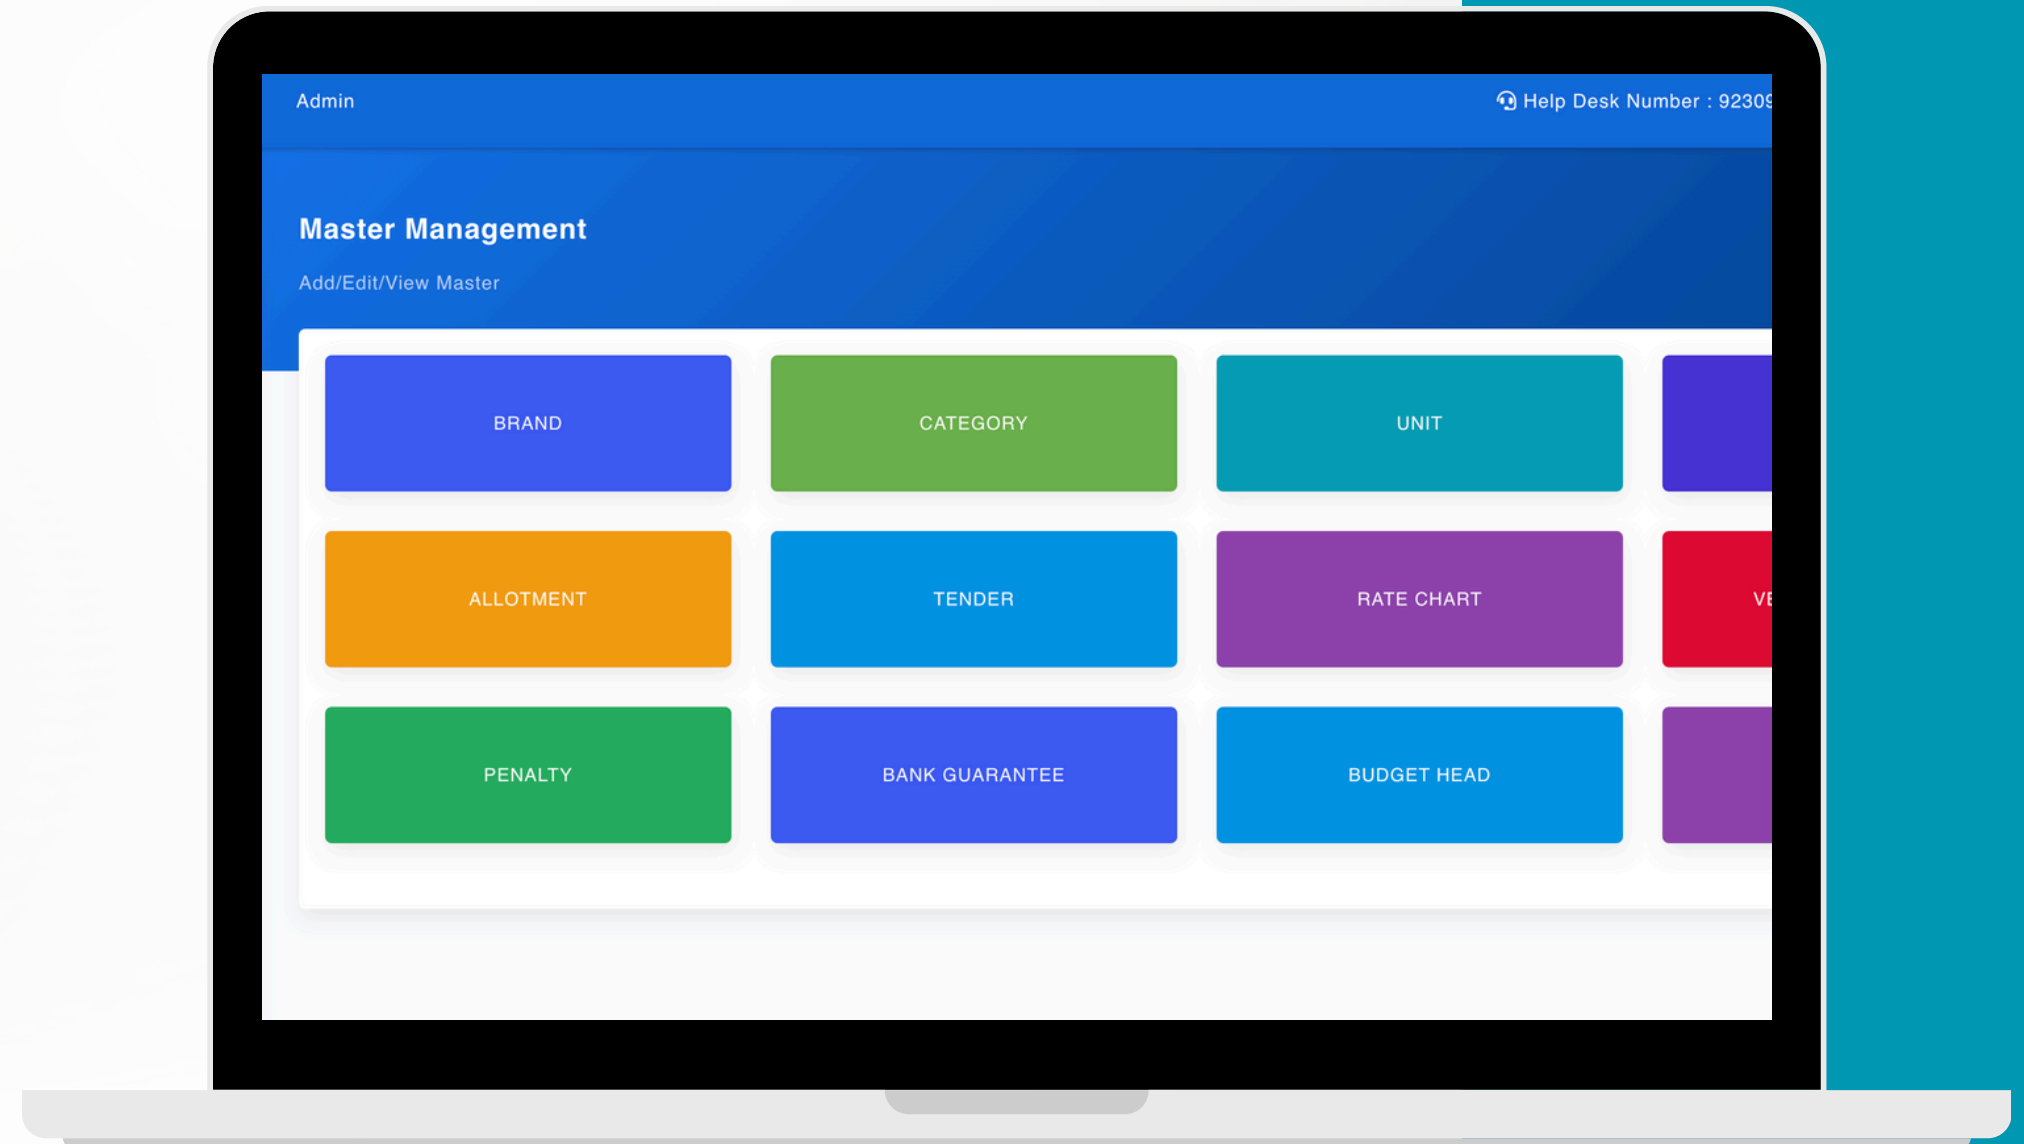 Admin
Help Desk Number : 92309
Master Management
Add/Edit/View Master
BRAND
CATEGORY
UNIT
ALLOTMENT
TENDER
RATE CHART
VE
PENALTY
BANK GUARANTEE
BUDGET HEAD